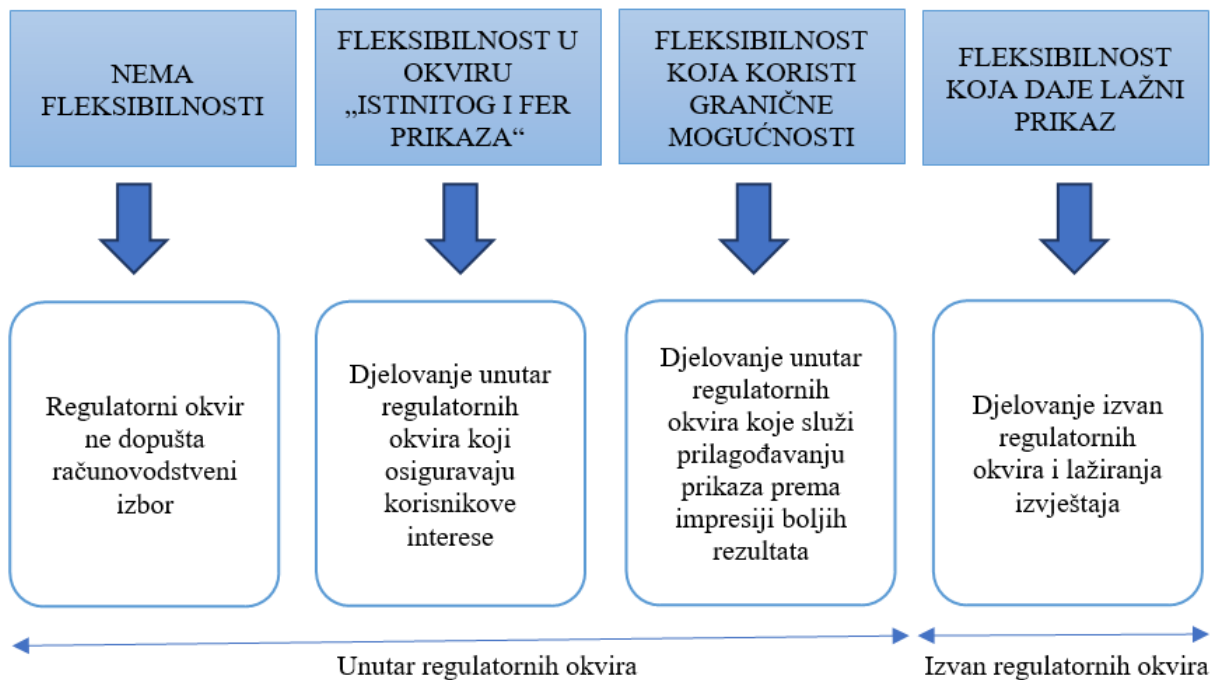 NEMA
FLEKSIBILNOSTI
FLEKSIBILNOST U
OKVIRU
„ISTINITOG I FER
PRIKAZA“
FLEKSIBILNOST
KOJA KORISTI
GRANIČNE
MOGUĆNOSTI
FLEKSIBILNOST
KOJA DAJE LAŽNI
PRIKAZ
Regulatorni okvir
ne dopušta
računovodstveni
izbor
Djelovanje unutar
regulatornih
okvira koji
osiguravaju
korisnikove
interese
Djelovanje unutar
regulatornih
okvira koje služi
prilagođavanju
prikaza prema
impresiji boljih
rezultata
Djelovanje izvan
regulatornih
okvira i lažiranja
izvještaja
Unutar regulatornih okvira
Izvan regulatornih okvira